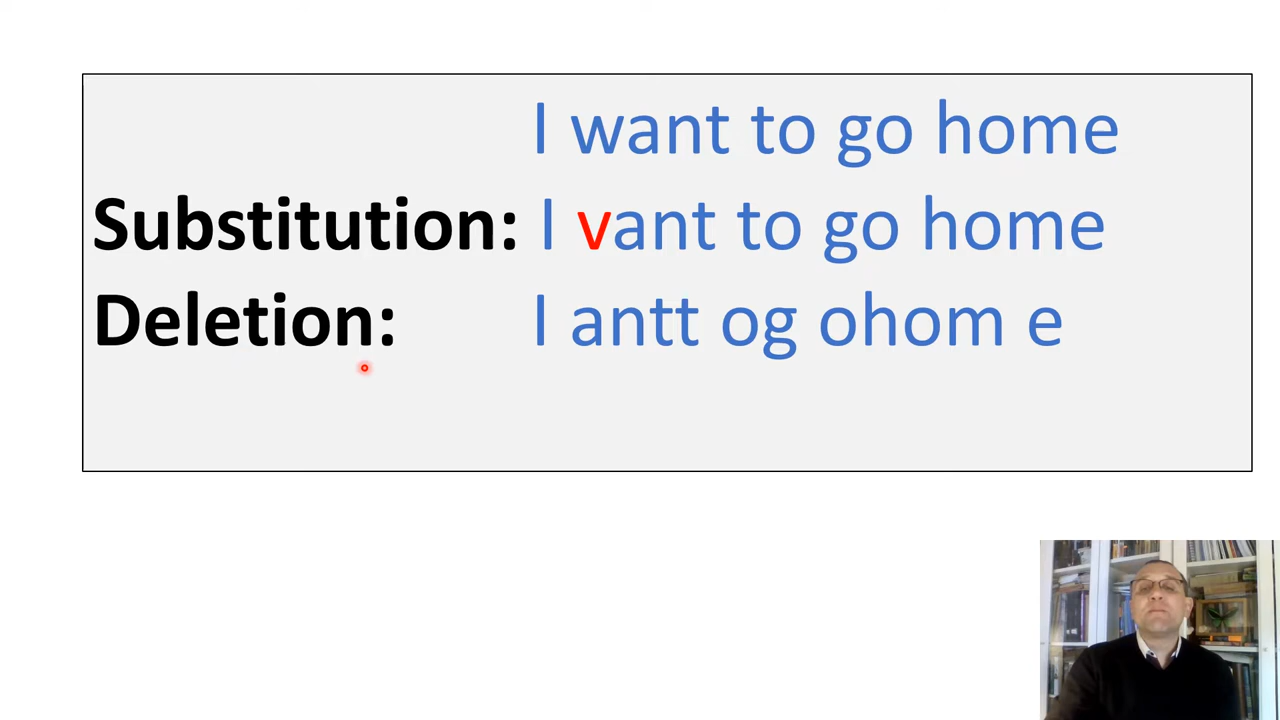 I want to go home
Substitution: I vant to go home
Deletion: I antt og ohom e